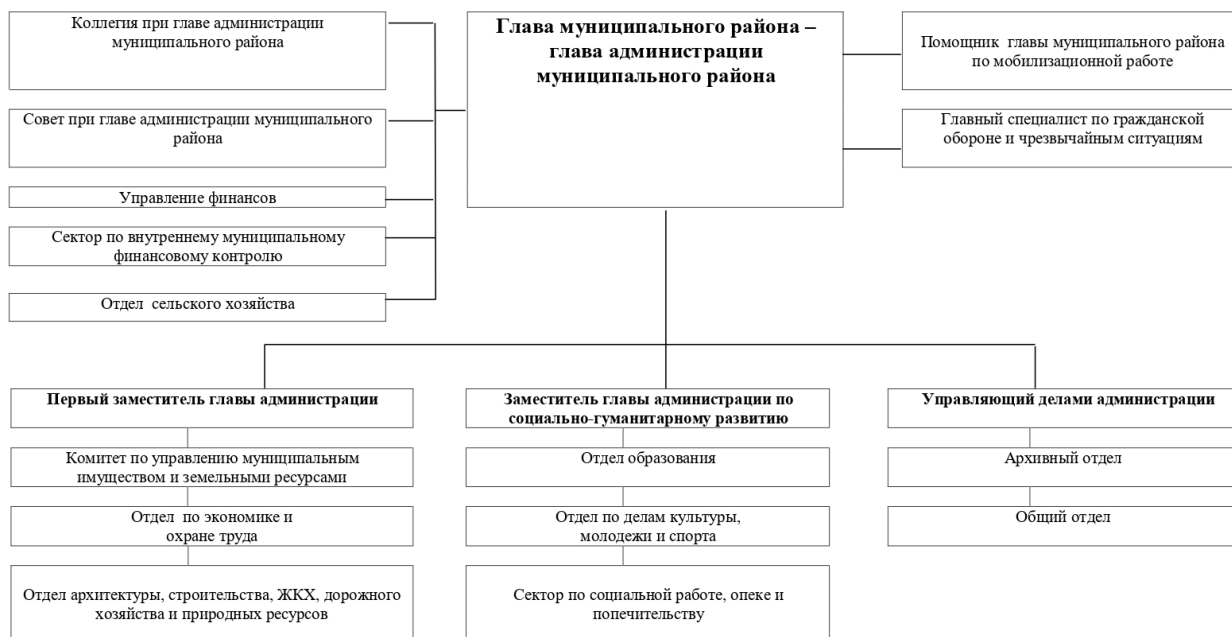 Коллегия при главе администрации
муниципального района
Совет при главе администрации муниципального
района
Управление финансов
Сектор по внутреннему муниципальному
финансовому контролю
Отдел сельского хозяйства
Глава муниципального района –
глава администрации
муниципального района
Помощник главы муниципального района
по мобилизационной работе
Главный специалист по гражданской
обороне и чрезвычайным ситуациям
Первый заместитель главы администрации
Комитет по управлению муниципальным
имуществом и земельными ресурсами
Отдел по экономике и
охране труда
Отдел архитектуры, строительства, ЖКХ, дорожного
хозяйства и природных ресурсов
Заместитель главы администрации по
социально-гуманитарному развитию
Отдел образования
Отдел по делам культуры,
молодежи и спорта
Сектор по социальной работе, опеке и
попечительству
Управляющий делами администрации
Архивный отдел
Общий отдел